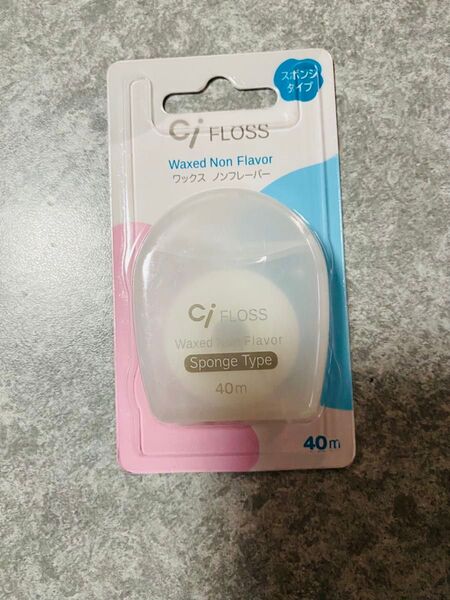 スポンジ
タイプ
Ci FLOSS
Waxed Non Flavor
ワックス ノンフレーバー
Ci FLOSS
Waxed Non Flavor
Sponge Type
40m
40m